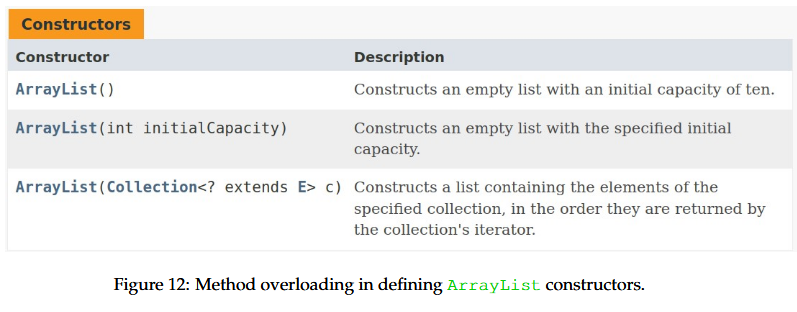 Constructors
Constructor Description
ArrayList() Constructs an empty list with an initial capacity of ten.
ArrayList(int initialCapacity) Constructs an empty list with the specified initial
capacity.
ArrayList(Collection<? extends E> c) Constructs a list containing the elements of the
specified collection, in the order they are returned by
the collection's iterator.
Figure 12: Method overloading in defining ArrayList constructors.